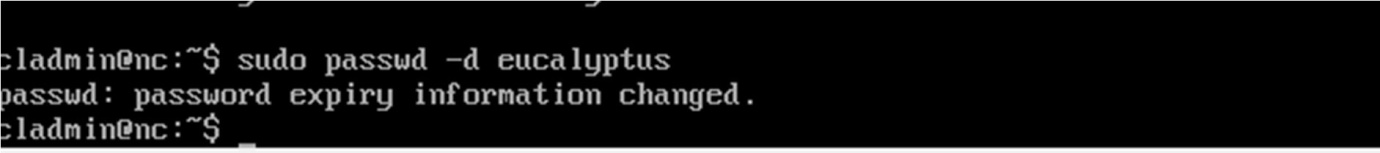 cladmin@nc:~$ sudo passwd -d eucalyptus
passwd: password expiry information changed.
cladmin@nc:~$